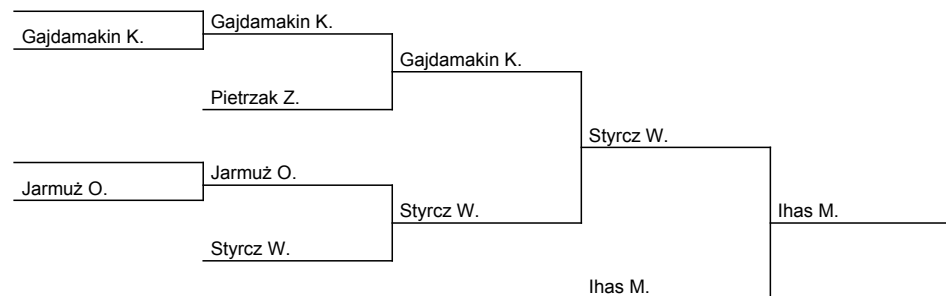 Gajdamakin K.
Gajdamakin K.
Gajdamakin K.
Pietrzak Z.
Styrcz W.
Jarmuż O.
Jarmuż O.
Styrcz W.
Ihas M.
Styrcz W.
Ihas M.